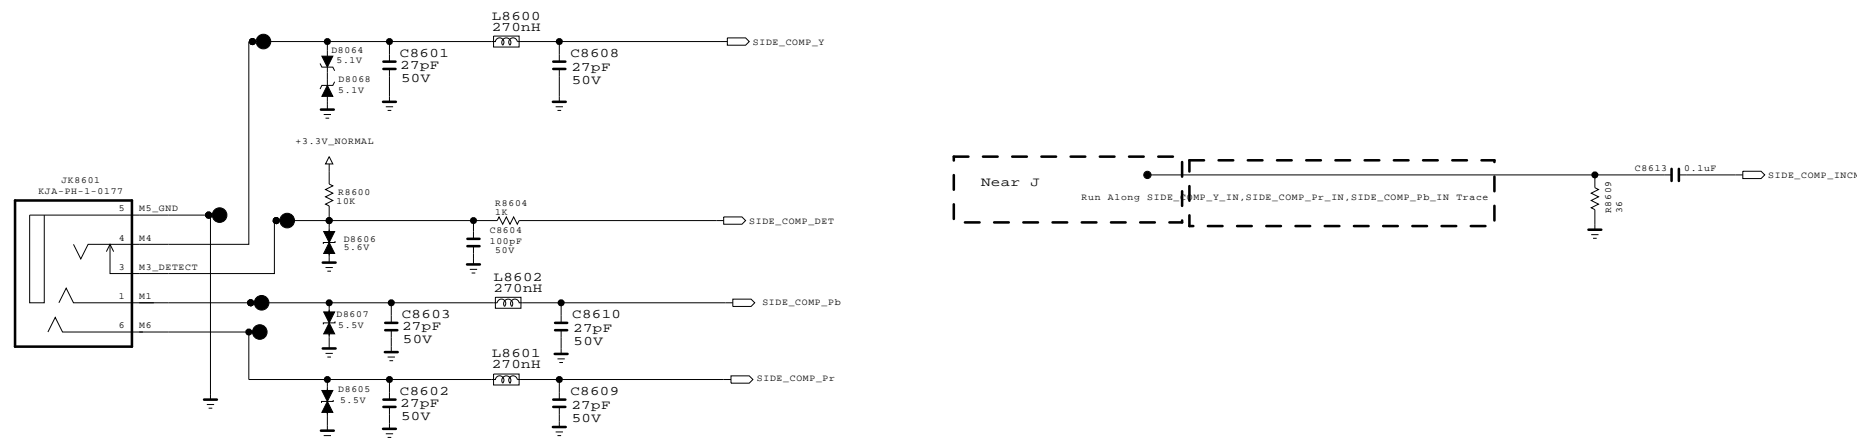 L8600
270nH
D8064
5.1V
C8601
27pF
50V
C8608
27pF
50V
SIDE_COMP_Y
D8068
5.1V
+3.3V_NORMAL
R8600
10K
JK8601
KJA-PH-1-0177
5 M5_GND
4 M4
3 M3_DETECT
1 M1
6 M6
R8604
1K
C8604
100pF
50V
SIDE_COMP_DET
D8606
5.6V
L8602
270nH
SIDE_COMP_Pb
D8607
5.5V
C8603
27pF
50V
C8610
27pF
50V
L8601
270nH
SIDE_COMP_Pr
D8605
5.5V
C8602
27pF
50V
C8609
27pF
50V
Near J
Run Along SIDE_COMP_Y_IN,SIDE_COMP_Pr_IN,SIDE_COMP_Pb_IN Trace
C8613
0.1uF
R8609
36